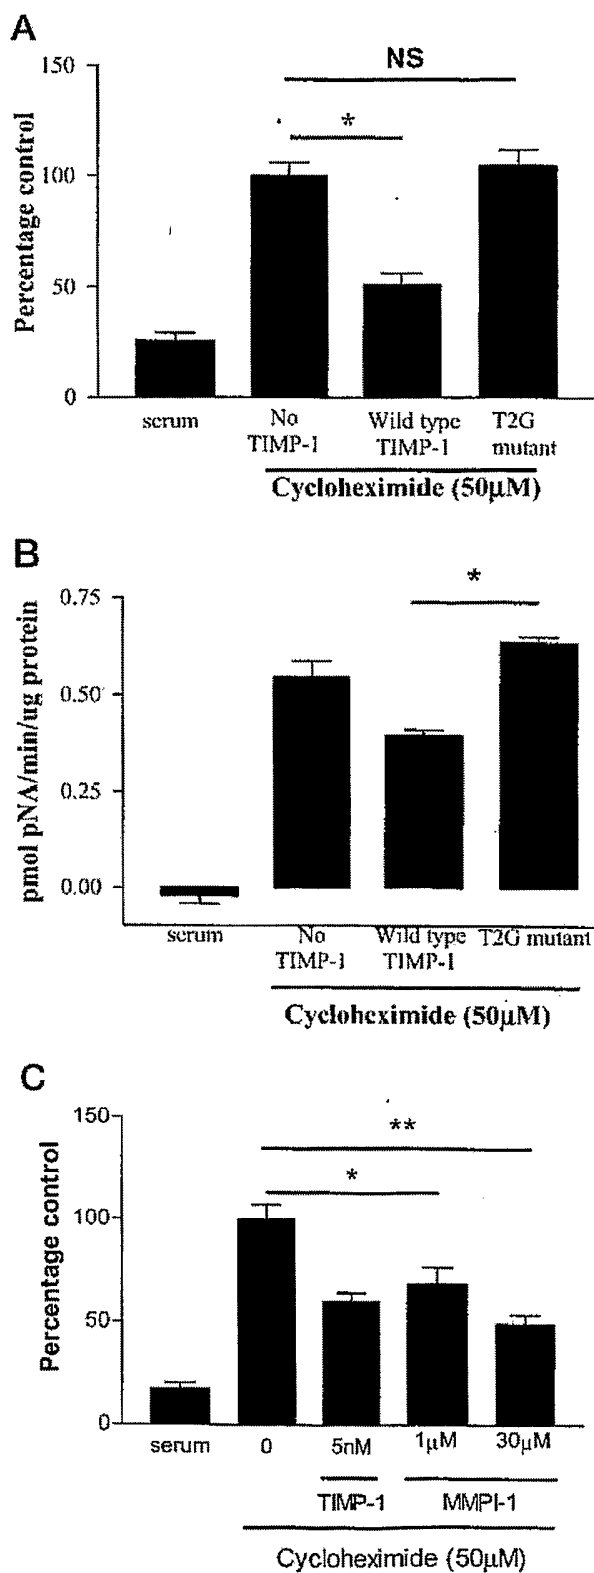 A
NS
*
150
100
50
0
Percentage control
serum
No
TIMP-1
Wild type
TIMP-1
T2G
mutant
Cycloheximide (50μM)
B
*
0.75
0.50
0.25
0.00
pmol pNA/min/ug protein
serum
No
TIMP-1
Wild type
TIMP-1
T2G mutant
Cycloheximide (50μM)
C
**
*
150
100
50
0
Percentage control
serum
0
5nM
1μM
30μM
TIMP-1
MMPI-1
Cycloheximide (50μM)